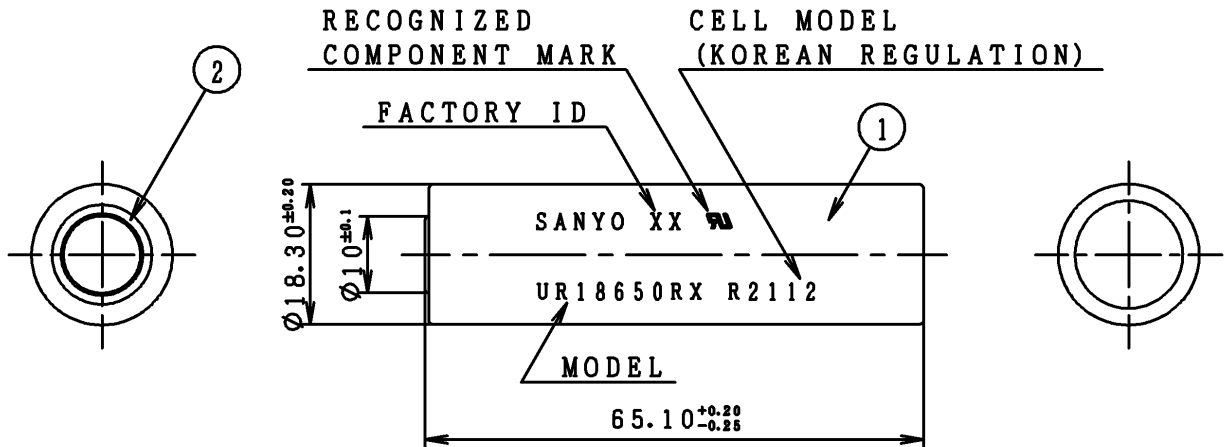 RECOGNIZED
COMPONENT MARK
CELL MODEL
(KOREAN REGULATION)
2
FACTORY ID
1
SANYO XX RU
UR18650RX R2112
Ø18.30±0.20
Ø10±0.1
MODEL
65.10 +0.20 -0.25